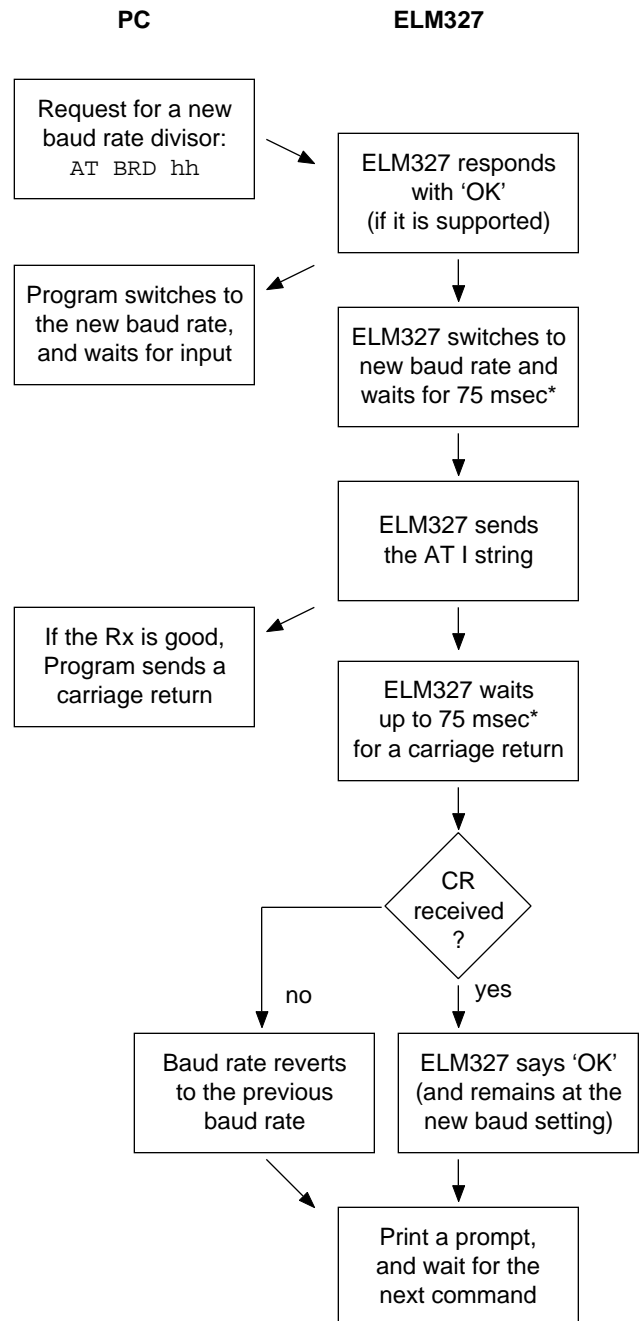 PC
ELM327
Request for a new
baud rate divisor:
AT BRD hh
ELM327 responds
with ‘OK’
(if it is supported)
Program switches to
the new baud rate,
and waits for input
ELM327 switches to
new baud rate and
waits for 75 msec*
ELM327 sends
the AT I string
If the Rx is good,
Program sends a
carriage return
ELM327 waits
up to 75 msec*
for a carriage return
CR
received
?
no
yes
Baud rate reverts
to the previous
baud rate
ELM327 says ‘OK’
(and remains at the
new baud setting)
Print a prompt,
and wait for the
next command